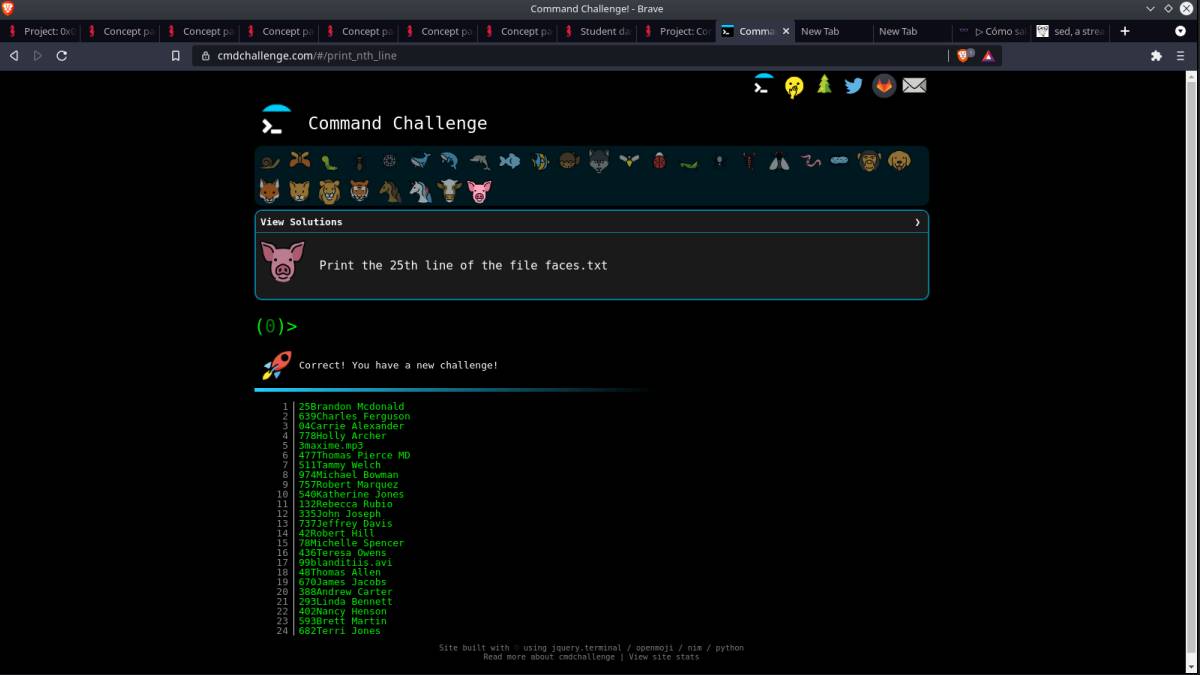 Command Challenge! - Brave
Project: 0x0
Concept pa
Concept pa
Concept pa
Concept pa
Concept pa
Concept pa
Student da
Project: Cor
Comma
New Tab
New Tab
▷ Cómo sa
sed, a strea
cmdchallenge.com/#/print_nth_line
Command Challenge
View Solutions ❯
Print the 25th line of the file faces.txt
(0)>
Correct! You have a new challenge!
1 25Brandon Mcdonald
2 639Charles Ferguson
3 04Carrie Alexander
4 778Holly Archer
5 3maxime.mp3
6 477Thomas Pierce MD
7 511Tammy Welch
8 974Michael Bowman
9 757Robert Marquez
10 540Katherine Jones
11 132Rebecca Rubio
12 335John Joseph
13 737Jeffrey Davis
14 42Robert Hill
15 78Michelle Spencer
16 436Teresa Owens
17 99blanditiis.avi
18 48Thomas Allen
19 670James Jacobs
20 388Andrew Carter
21 293Linda Bennett
22 402Nancy Henson
23 593Brett Martin
24 682Terri Jones
Site built with ♡ using jquery.terminal / openmoji / nim / python
Read more about cmdchallenge | View site stats